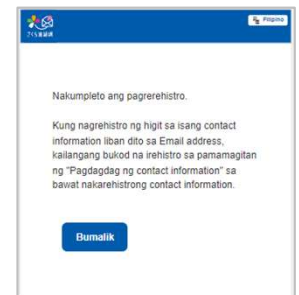 Filipino
Nakumpleto ang pagrerehistro.
Kung nagrehistro ng higit sa isang contact
information liban dito sa Email address,
kailangang bukod na irehistro sa pamamagitan
ng "Pagdagdag ng contact information" sa
bawat nakarehistrong contact information.
Bumalik